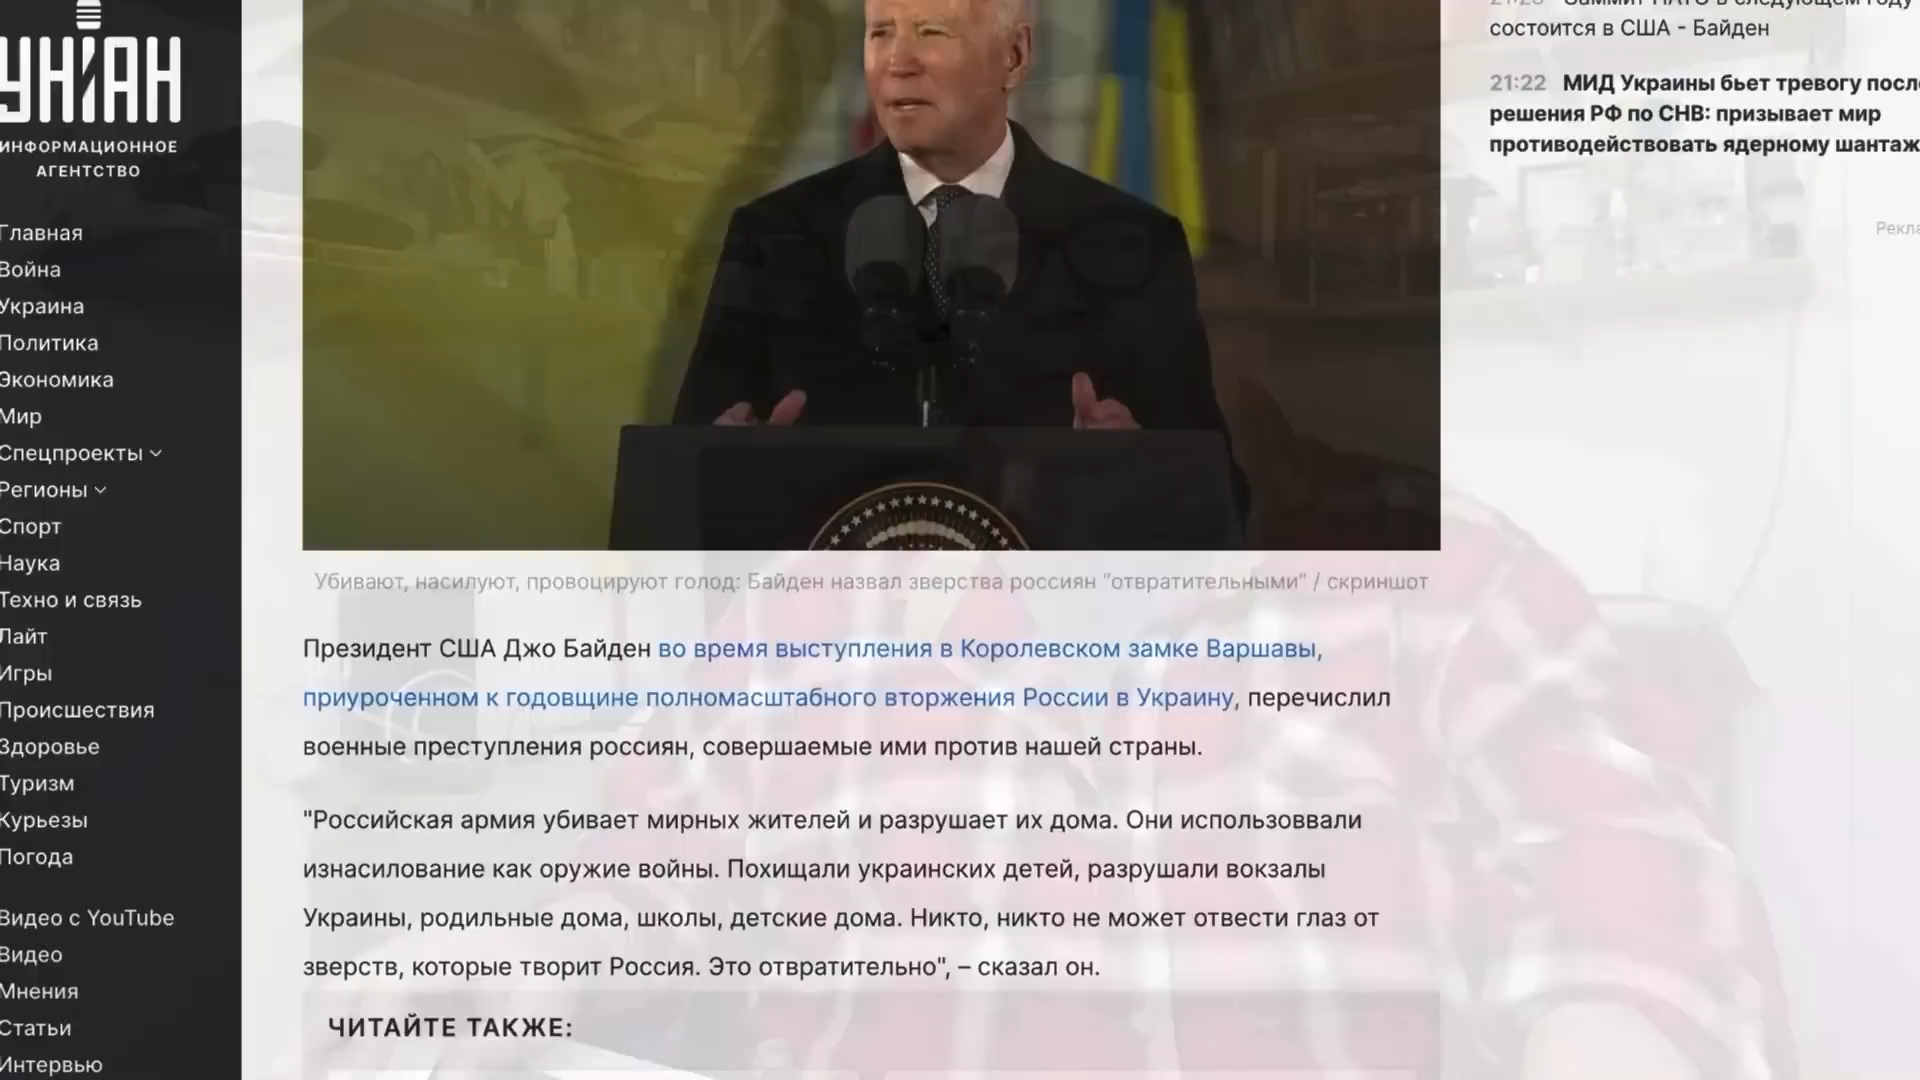 УНІАН
ИНФОРМАЦИОННОЕ
АГЕНТСТВО
Главная
Война
Украина
Политика
Экономика
Мир
Спецпроекты
Регионы
Спорт
Наука
Техно и связь
Лайт
Игры
Происшествия
Здоровье
Туризм
Курьезы
Погода
Видео с YouTube
Видео
Мнения
Статьи
Интервью
Убивают, насилуют, провоцируют голод: Байден назвал зверства россиян "отвратительными" / скриншот
Президент США Джо Байден во время выступления в Королевском замке Варшавы,
приуроченном к годовщине полномасштабного вторжения России в Украину, перечислил
военные преступления россиян, совершаемые ими против нашей страны.
"Российская армия убивает мирных жителей и разрушает их дома. Они использоввали
изнасилование как оружие войны. Похищали украинских детей, разрушали вокзалы
Украины, родильные дома, школы, детские дома. Никто, никто не может отвести глаз от
зверств, которые творит Россия. Это отвратительно", – сказал он.
ЧИТАЙТЕ ТАКЖЕ:
Саммит НАТО в следующем году
состоится в США - Байден
21:22 МИД Украины бьет тревогу после
решения РФ по СНВ: призывает мир
противодействовать ядерному шантаж